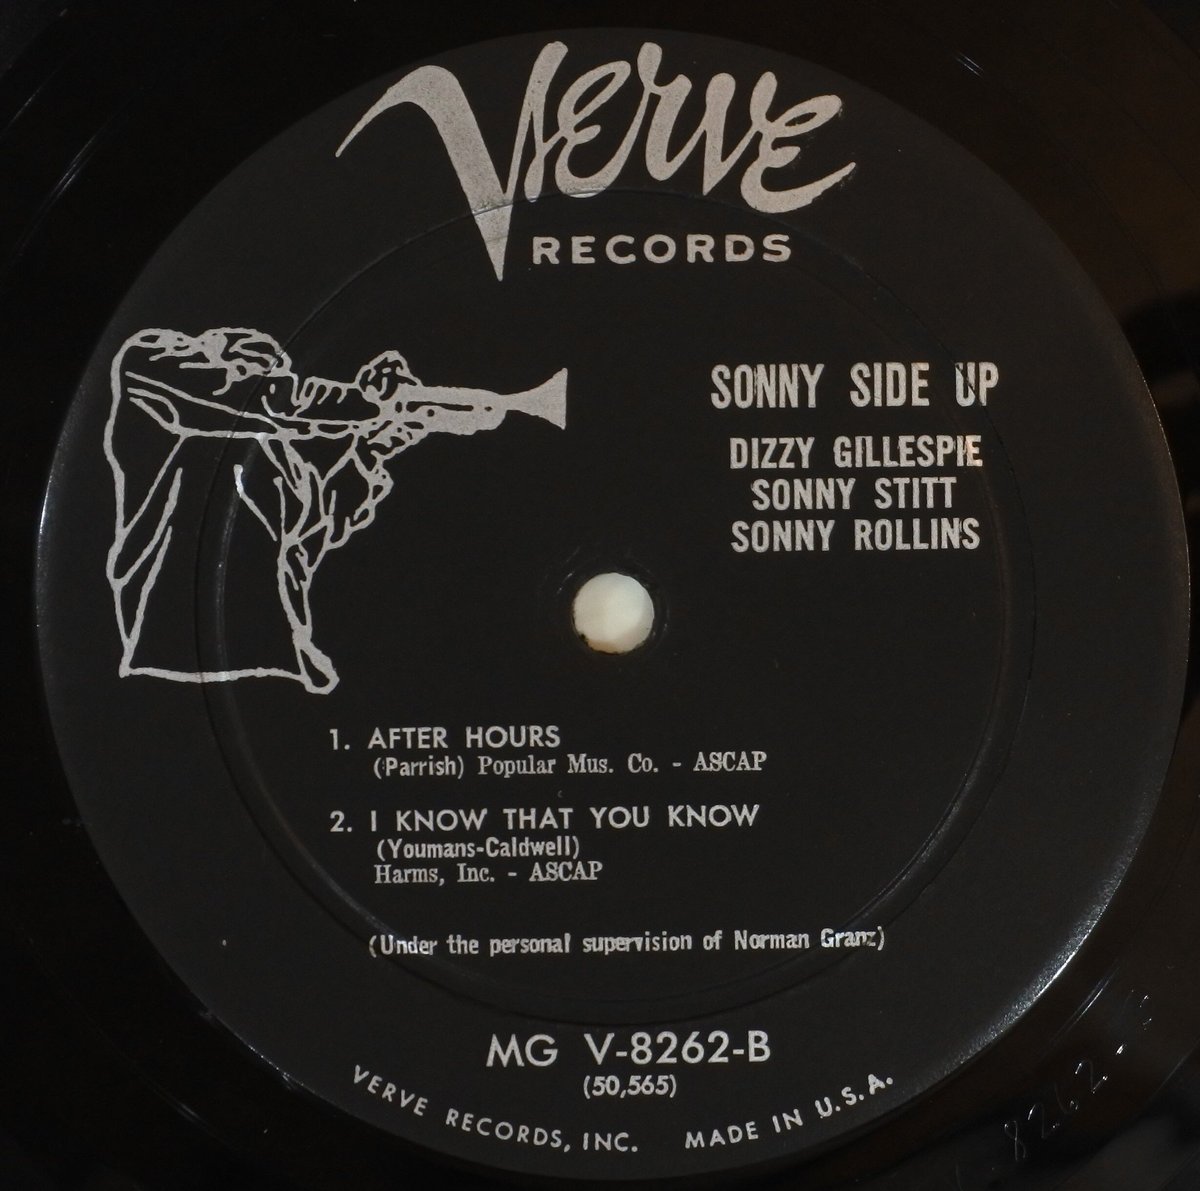 Verve
RECORDS
SONNY SIDE UP
DIZZY GILLESPIE
SONNY STITT
SONNY ROLLINS
1. AFTER HOURS
(Parrish) Popular Mus. Co. - ASCAP
2. I KNOW THAT YOU KNOW
(Youmans-Caldwell)
Harms, Inc. - ASCAP
(Under the personal supervision of Norman Granz)
MG V-8262-B
(50,565)
VERVE RECORDS, INC. MADE IN U.S.A.
8262